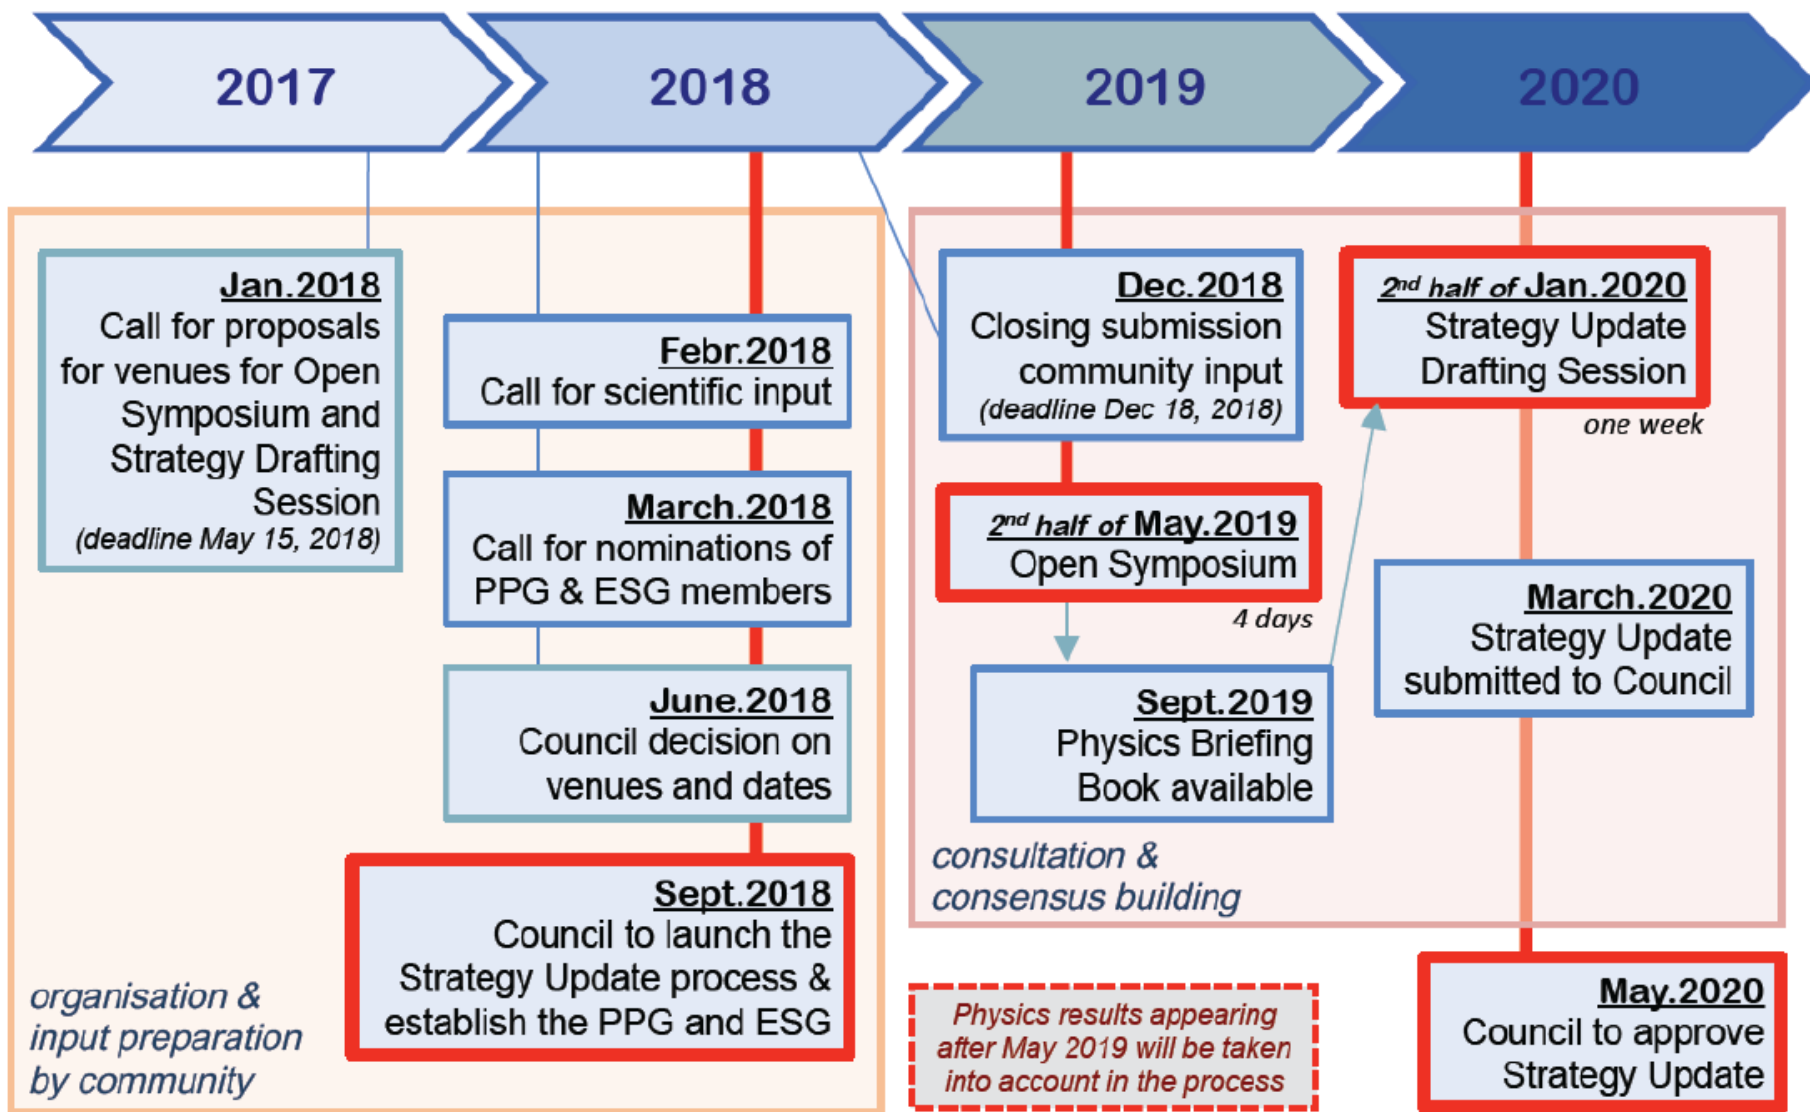 2017
2018
2019
2020
Jan.2018
Call for proposals
for venues for Open
Symposium and
Strategy Drafting
Session
(deadline May 15, 2018)
Febr.2018
Call for scientific input
March.2018
Call for nominations of
PPG & ESG members
June.2018
Council decision on
venues and dates
Sept.2018
Council to launch the
Strategy Update process &
establish the PPG and ESG
organisation &
input preparation
by community
Dec.2018
Closing submission
community input
(deadline Dec 18, 2018)
2nd half of May.2019
Open Symposium
4 days
Sept.2019
Physics Briefing
Book available
consultation &
consensus building
2nd half of Jan.2020
Strategy Update
Drafting Session
one week
March.2020
Strategy Update
submitted to Council
Physics results appearing
after May 2019 will be taken
into account in the process
May.2020
Council to approve
Strategy Update